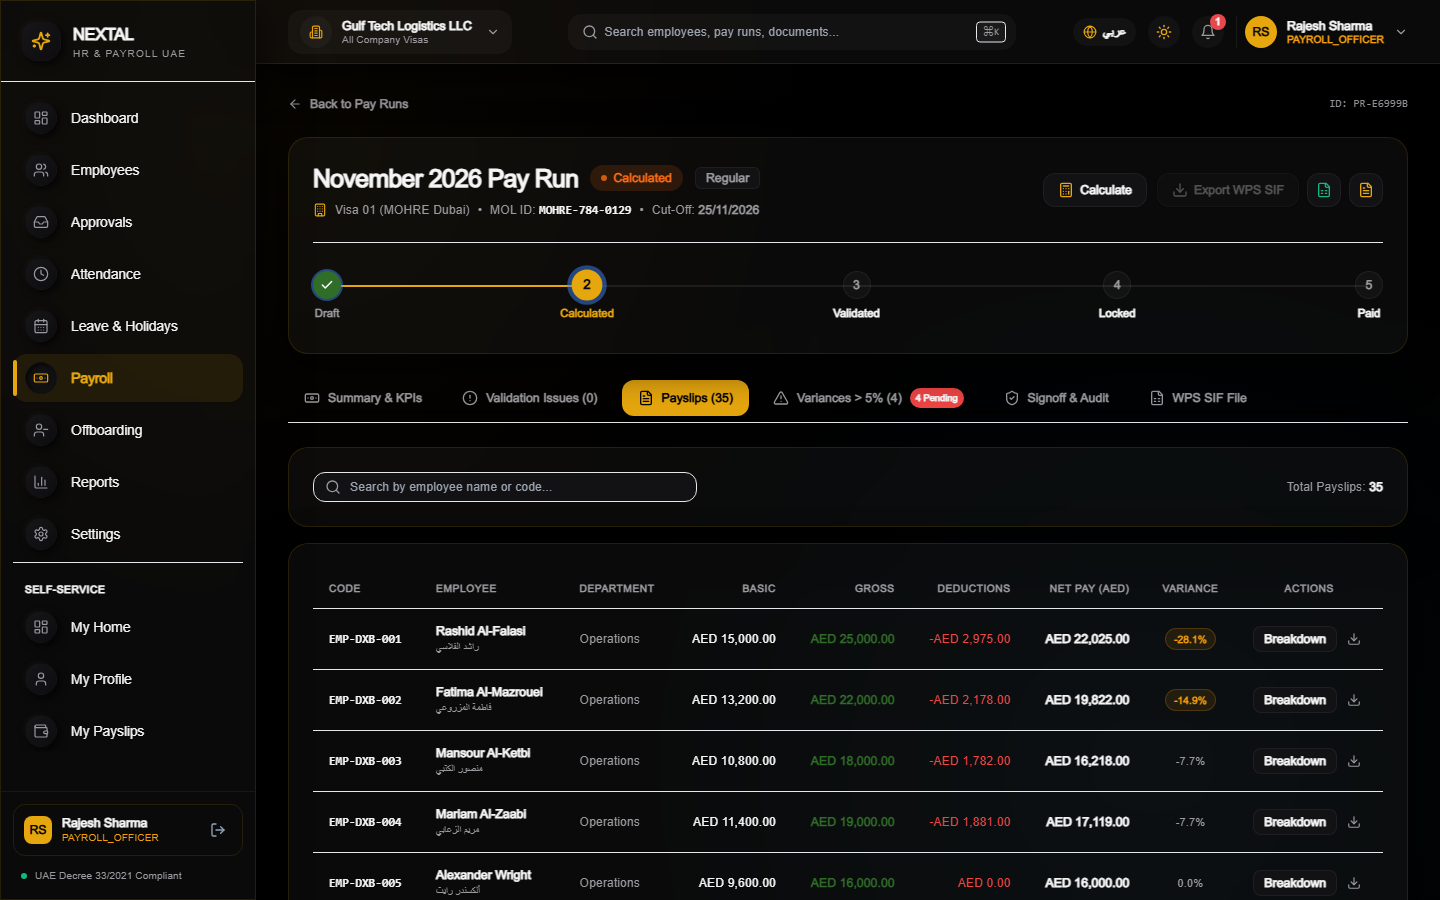 NEXTAL
HR & PAYROLL UAE
Gulf Tech Logistics LLC
All Company Visas
Search employees, pay runs, documents...
⌘K
عربي
1
RS
Rajesh Sharma
PAYROLL_OFFICER
Dashboard
Employees
Approvals
Attendance
Leave & Holidays
Payroll
Offboarding
Reports
Settings
SELF-SERVICE
My Home
My Profile
My Payslips
RS
Rajesh Sharma
PAYROLL_OFFICER
UAE Decree 33/2021 Compliant
Back to Pay Runs
ID: PR-E6999B
November 2026 Pay Run
Calculated
Regular
Visa 01 (MOHRE Dubai) • MOL ID: MOHRE-784-0129 • Cut-Off: 25/11/2026
Calculate
Export WPS SIF
2
3
4
5
Draft
Calculated
Validated
Locked
Paid
Summary & KPIs
Validation Issues (0)
Payslips (35)
Variances > 5% (4)
4 Pending
Signoff & Audit
WPS SIF File
Search by employee name or code...
Total Payslips: 35
CODE EMPLOYEE DEPARTMENT BASIC GROSS DEDUCTIONS NET PAY (AED) VARIANCE ACTIONS
EMP-DXB-001 Rashid Al-Falasi Operations AED 15,000.00 AED 25,000.00 -AED 2,975.00 AED 22,025.00 -28.1% Breakdown
راشد الفلاسي
EMP-DXB-002 Fatima Al-Mazrouei Operations AED 13,200.00 AED 22,000.00 -AED 2,178.00 AED 19,822.00 -14.9% Breakdown
فاطمة المزروعي
EMP-DXB-003 Mansour Al-Ketbi Operations AED 10,800.00 AED 18,000.00 -AED 1,782.00 AED 16,218.00 -7.7% Breakdown
منصور الكتبي
EMP-DXB-004 Mariam Al-Zaabi Operations AED 11,400.00 AED 19,000.00 -AED 1,881.00 AED 17,119.00 -7.7% Breakdown
مريم الزعابي
EMP-DXB-005 Alexander Wright Operations AED 9,600.00 AED 16,000.00 AED 0.00 AED 16,000.00 0.0% Breakdown
ألكسندر رايت